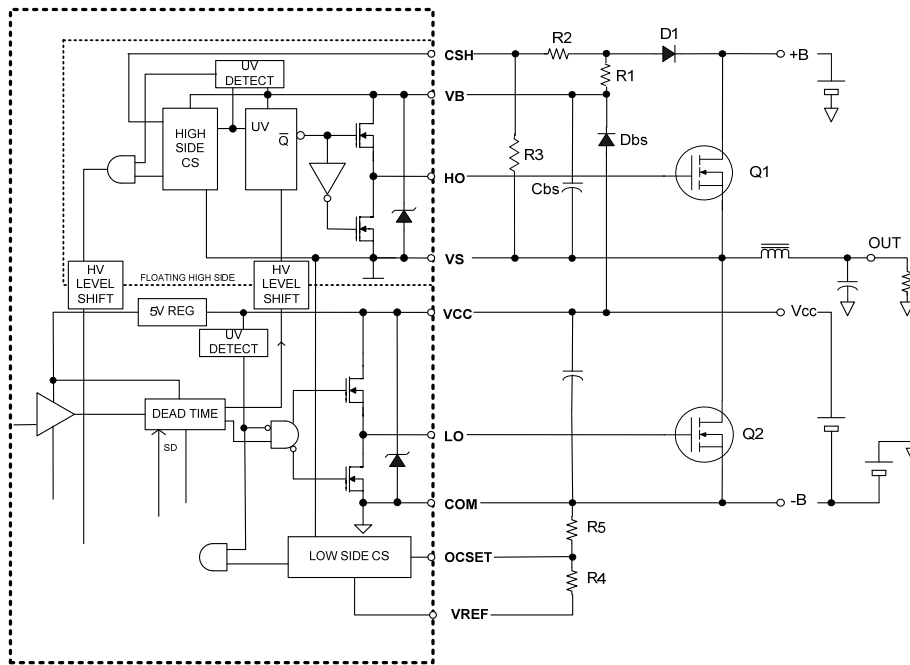 D1
R2
CSH
+B
UV
DETECT
R1
VB
HIGH
SIDE
CS
UV
Q
Dbs
R3
Q1
HO
Cbs
OUT
VS
HV
LEVEL
SHIFT
FLOATING HIGH SIDE
HV
LEVEL
SHIFT
5V REG
VCC
Vcc
UV
DETECT
DEAD TIME
LO
Q2
SD
COM
-B
R5
LOW SIDE CS
OCSET
R4
VREF